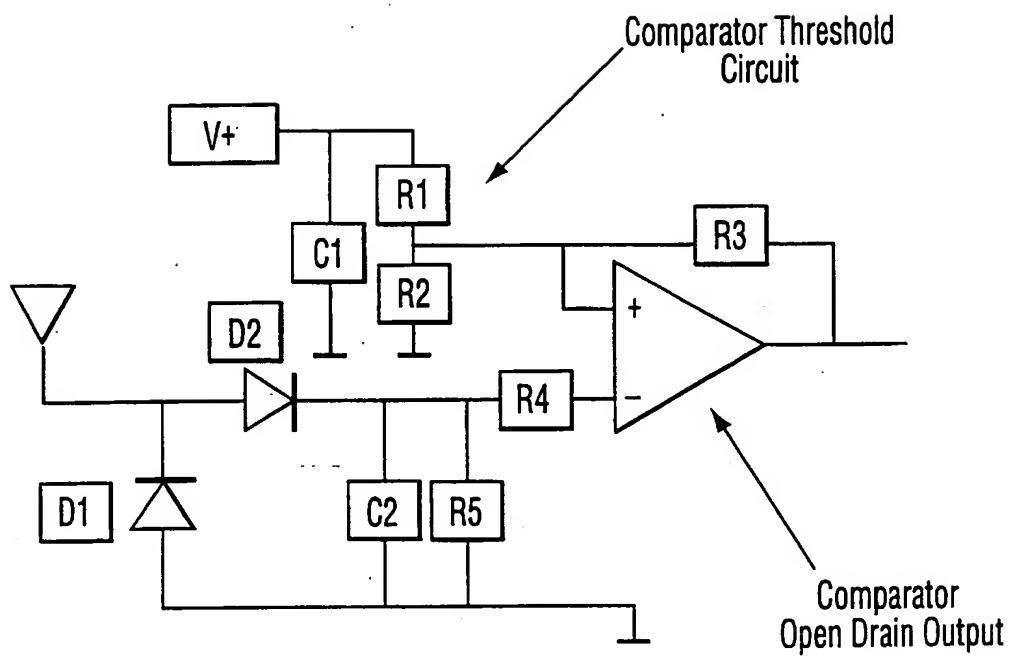 Comparator Threshold
Circuit
V+
R1
R3
C1
R2
D2
+
R4
−
D1
C2
R5
Comparator
Open Drain Output